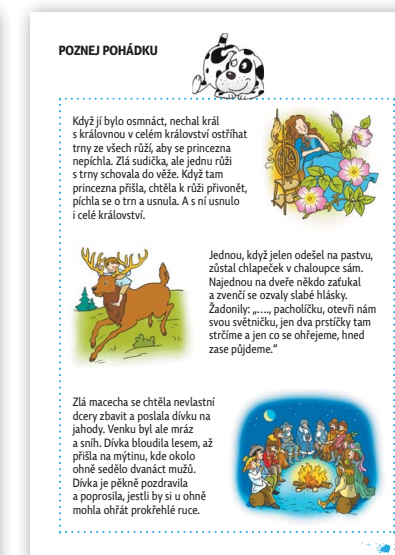 POZNEJ POHÁDKU
Když jí bylo osmnáct, nechal král
s královnou v celém království ostříhat
trny ze všech růží, aby se princezna
nepíchla. Zlá sudička, ale jednu růži
s trny schovala do věže. Když tam
princezna přišla, chtěla k růži přivonět,
píchla se o trn a usnula. A s ní usnulo
i celé království.
Jednou, když jelen odešel na pastvu,
zůstal chlapeček v chaloupce sám.
Najednou na dveře někdo zaťukal
a zvenčí se ozvaly slabé hlásky.
Žadonily: „...., pacholíčku, otevři nám
svou světničku, jen dva prstíčky tam
strčíme a jen co se ohřejeme, hned
zase půjdeme.“
Zlá macecha se chtěla nevlastní
dcery zbavit a poslala dívku na
jahody. Venku byl ale mráz
a sníh. Dívka bloudila lesem, až
přišla na mýtinu, kde okolo
ohně sedělo dvanáct mužů.
Dívka je pěkně pozdravila
a poprosila, jestli by si u ohně
mohla ohřát prokřehlé ruce.